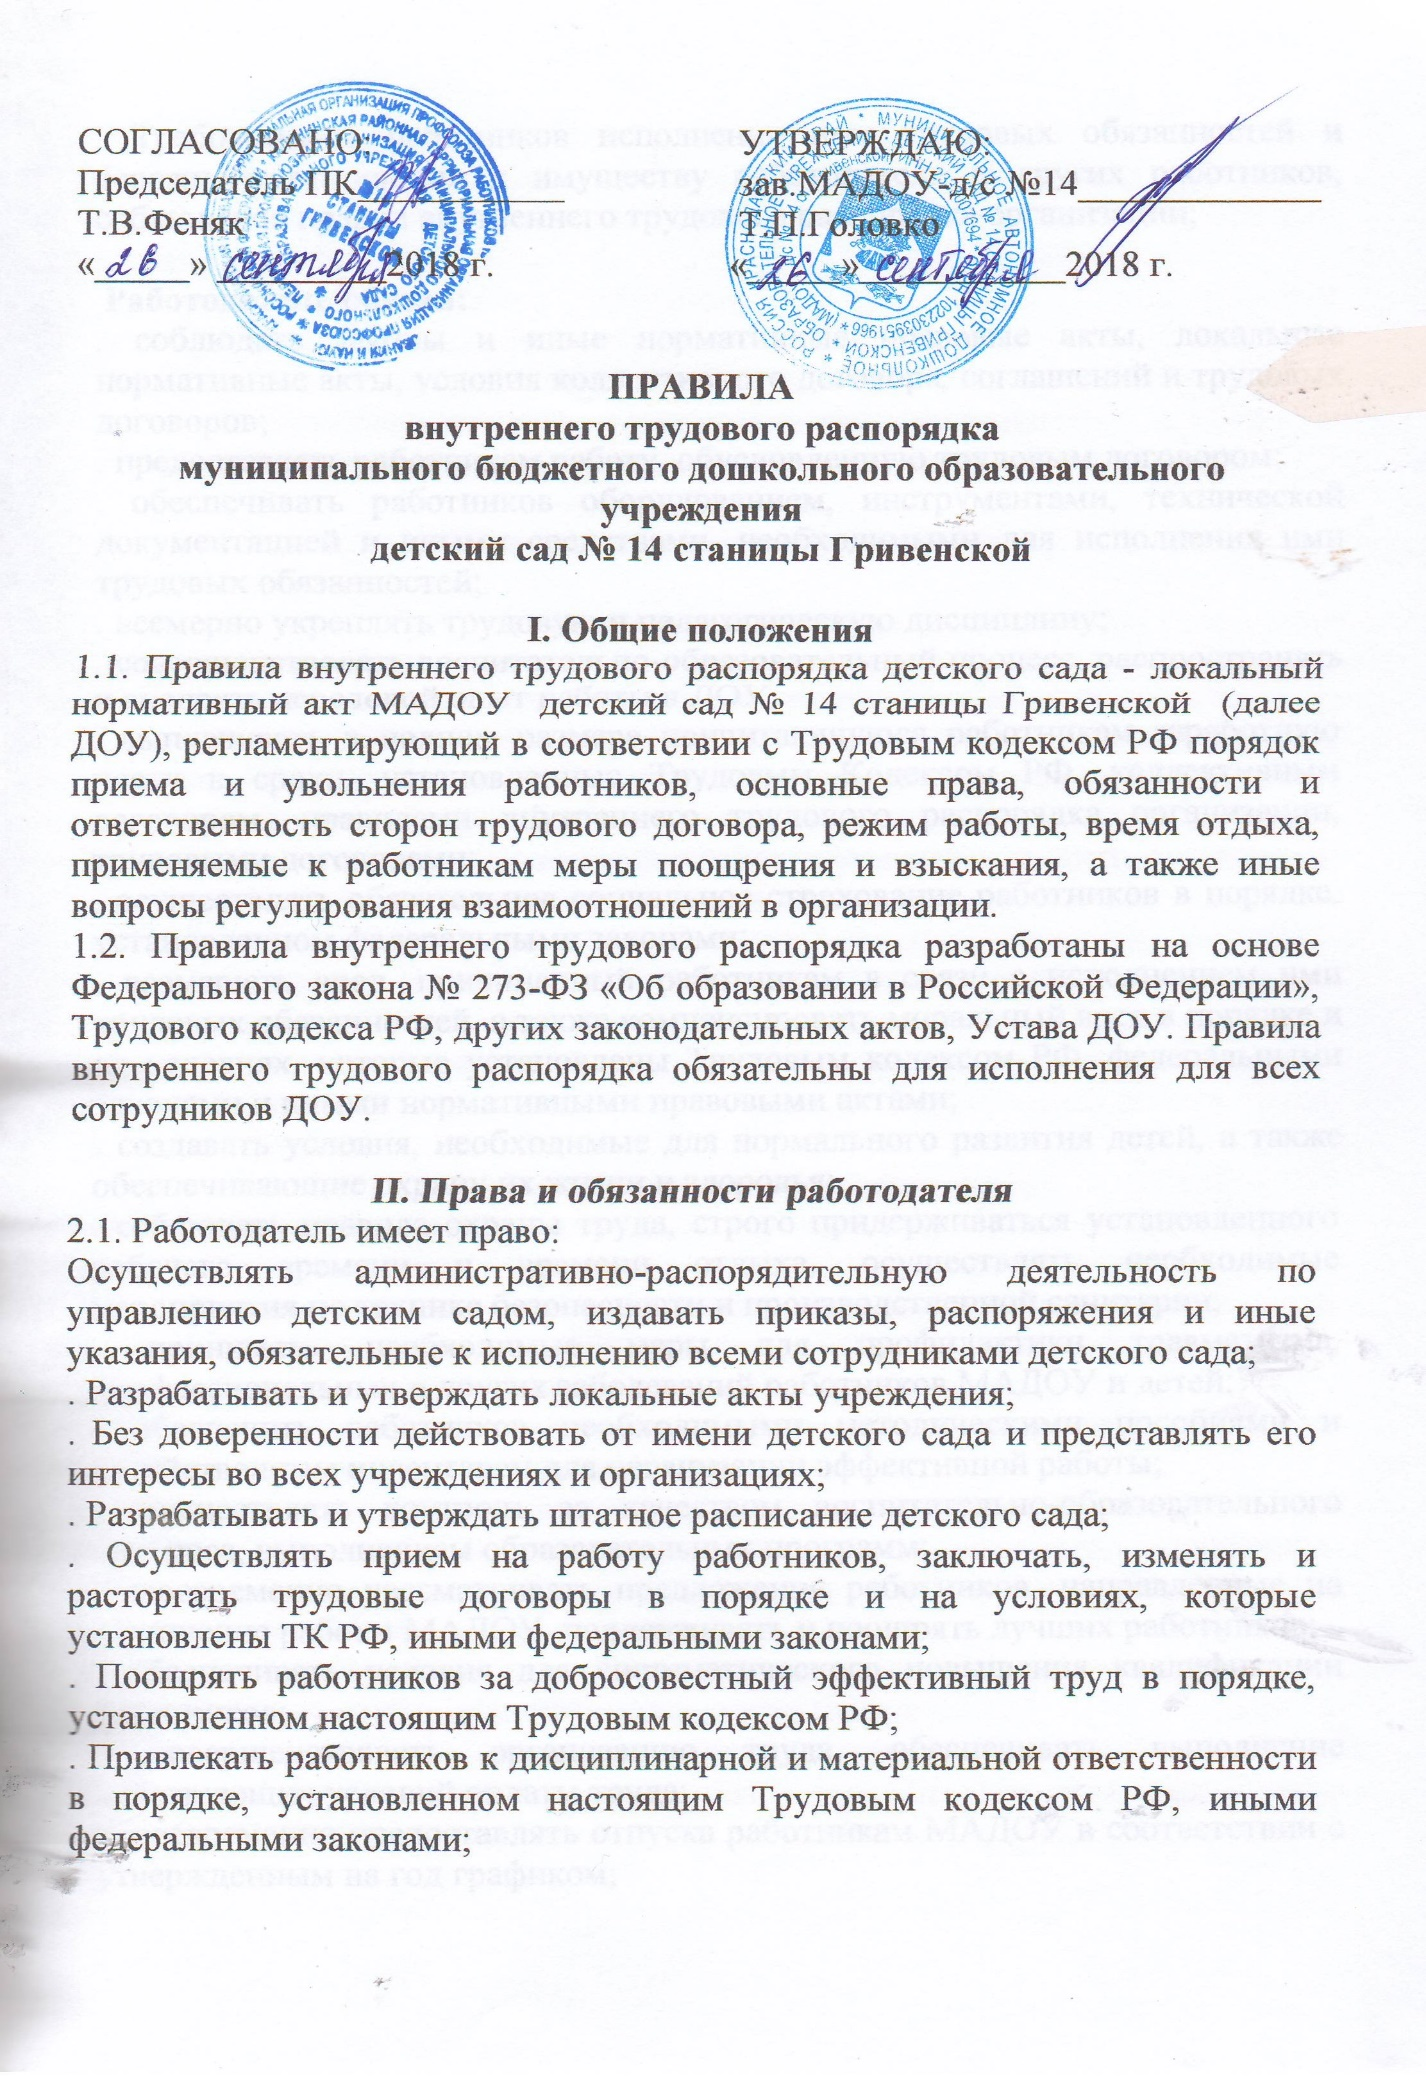 СОГЛАСОВАНО:
Председатель ПК____________
Т.В.Феняк
« 26 » сентября 2018 г.
УТВЕРЖДАЮ:
зав.МАДОУ-д/с №14____________
Т.П.Головко
« 26 » сентября 2018 г.
ПРАВИЛА
внутреннего трудового распорядка
муниципального бюджетного дошкольного образовательного
учреждения
детский сад № 14 станицы Гривенской
I. Общие положения
1.1. Правила внутреннего трудового распорядка детского сада - локальный
нормативный акт МАДОУ детский сад № 14 станицы Гривенской (далее
ДОУ), регламентирующий в соответствии с Трудовым кодексом РФ порядок
приема и увольнения работников, основные права, обязанности и
ответственность сторон трудового договора, режим работы, время отдыха,
применяемые к работникам меры поощрения и взыскания, а также иные
вопросы регулирования взаимоотношений в организации.
1.2. Правила внутреннего трудового распорядка разработаны на основе
Федерального закона № 273-ФЗ «Об образовании в Российской Федерации»,
Трудового кодекса РФ, других законодательных актов, Устава ДОУ. Правила
внутреннего трудового распорядка обязательны для исполнения для всех
сотрудников ДОУ.
II. Права и обязанности работодателя
2.1. Работодатель имеет право:
Осуществлять административно-распорядительную деятельность по
управлению детским садом, издавать приказы, распоряжения и иные
указания, обязательные к исполнению всеми сотрудниками детского сада;
. Разрабатывать и утверждать локальные акты учреждения;
. Без доверенности действовать от имени детского сада и представлять его
интересы во всех учреждениях и организациях;
. Разрабатывать и утверждать штатное расписание детского сада;
. Осуществлять прием на работу работников, заключать, изменять и
расторгать трудовые договоры в порядке и на условиях, которые
установлены ТК РФ, иными федеральными законами;
. Поощрять работников за добросовестный эффективный труд в порядке,
установленном настоящим Трудовым кодексом РФ;
. Привлекать работников к дисциплинарной и материальной ответственности
в порядке, установленном настоящим Трудовым кодексом РФ, иными
федеральными законами;